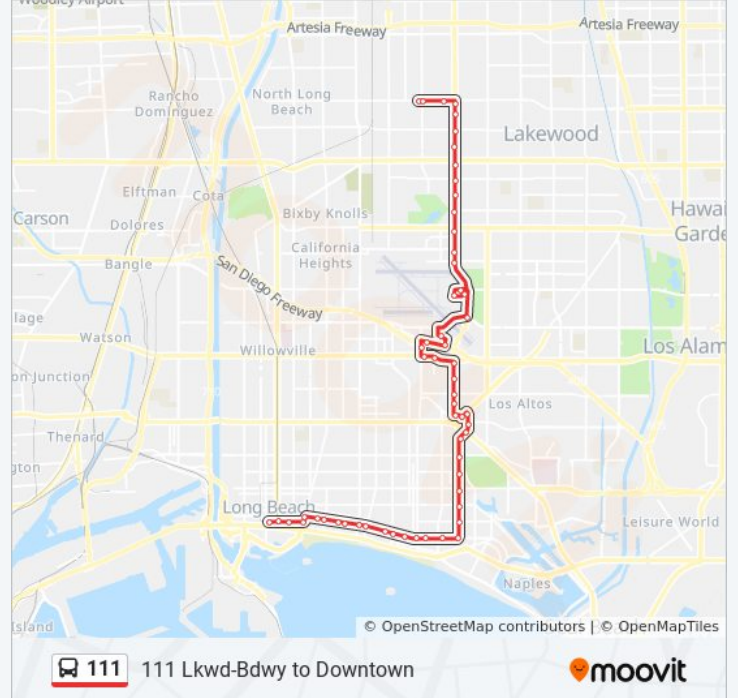 Woodley Airport
Artesia Freeway
Artesia Freeway
Rancho
Dominguez
North Long
Beach
Lakewood
Elftman
Cota
Carson
Dolores
Bixby Knolls
Hawai
Garde
California
Heights
Bangle
San Diego Freeway
lage
Watson
Willowville
Los Alam
on Junction
710
Los Altos
Thenard
gton
Long Beach
Leisure World
Naples
Island
© OpenStreetMap contributors | © OpenMapTiles
111 111 Lkwd-Bdwy to Downtown
moovit